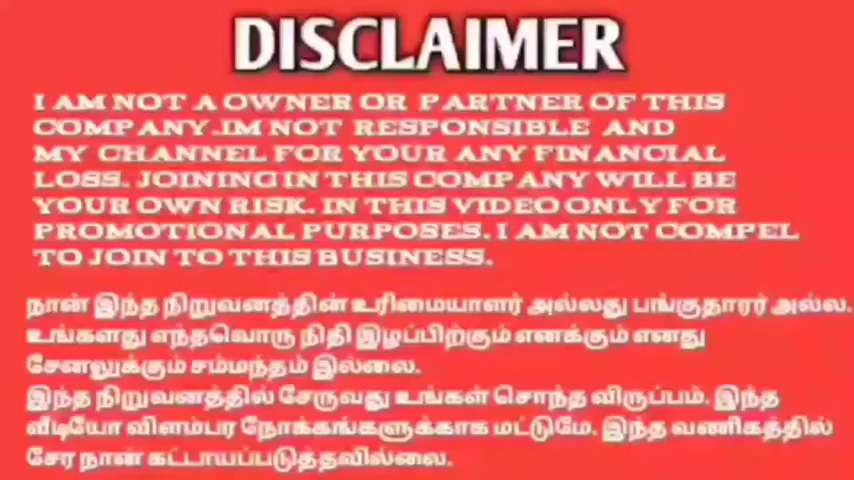 DISCLAIMER
I AM NOT A OWNER OR PARTNER OF THIS
COMPANY.IM NOT RESPONSIBLE AND
MY CHANNEL FOR YOUR ANY FINANCIAL
LOSS. JOINING IN THIS COMPANY WILL BE
YOUR OWN RISK. IN THIS VIDEO ONLY FOR
PROMOTIONAL PURPOSES. I AM NOT COMPEL
TO JOIN TO THIS BUSINESS.
நான் இந்த நிறுவனத்தின் உரிமையாளர் அல்லது பங்குதாரர் அல்ல.
உங்களது எந்தவொரு நிதி இழப்பிற்கும் எனக்கும் எனது
சேனலுக்கும் சம்மந்தம் இல்லை.
இந்த நிறுவனத்தில் சேருவது உங்கள் சொந்த விருப்பம். இந்த
வீடியோ விளம்பர நோக்கங்களுக்காக மட்டுமே. இந்த வணிகத்தில்
சேர நான் கட்டாயப்படுத்தவில்லை.